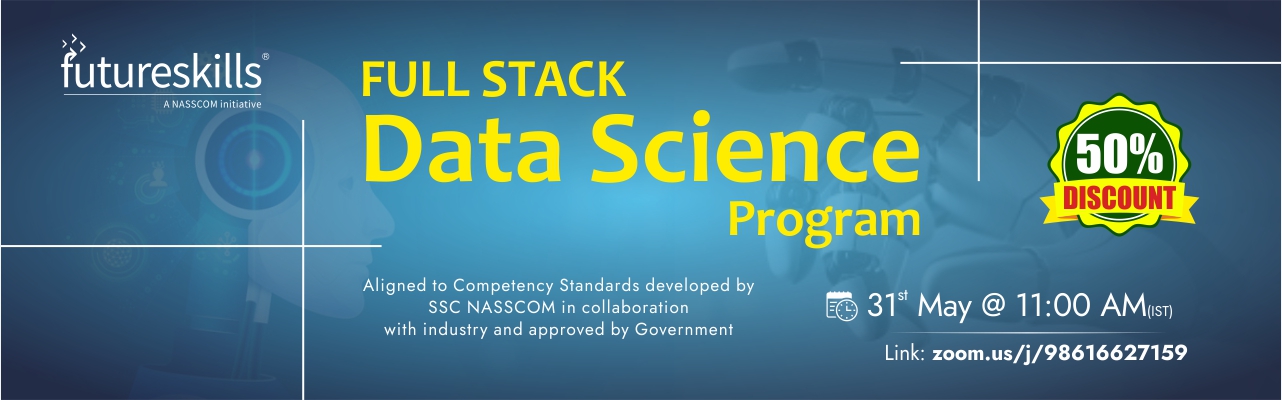 futureskills®
A NASSCOM initiative
FULL STACK
Data Science
Program
50%
DISCOUNT
Aligned to Competency Standards developed by
SSC NASSCOM in collaboration
with industry and approved by Government
31st May @ 11:00 AM(IST)
Link: zoom.us/j/98616627159